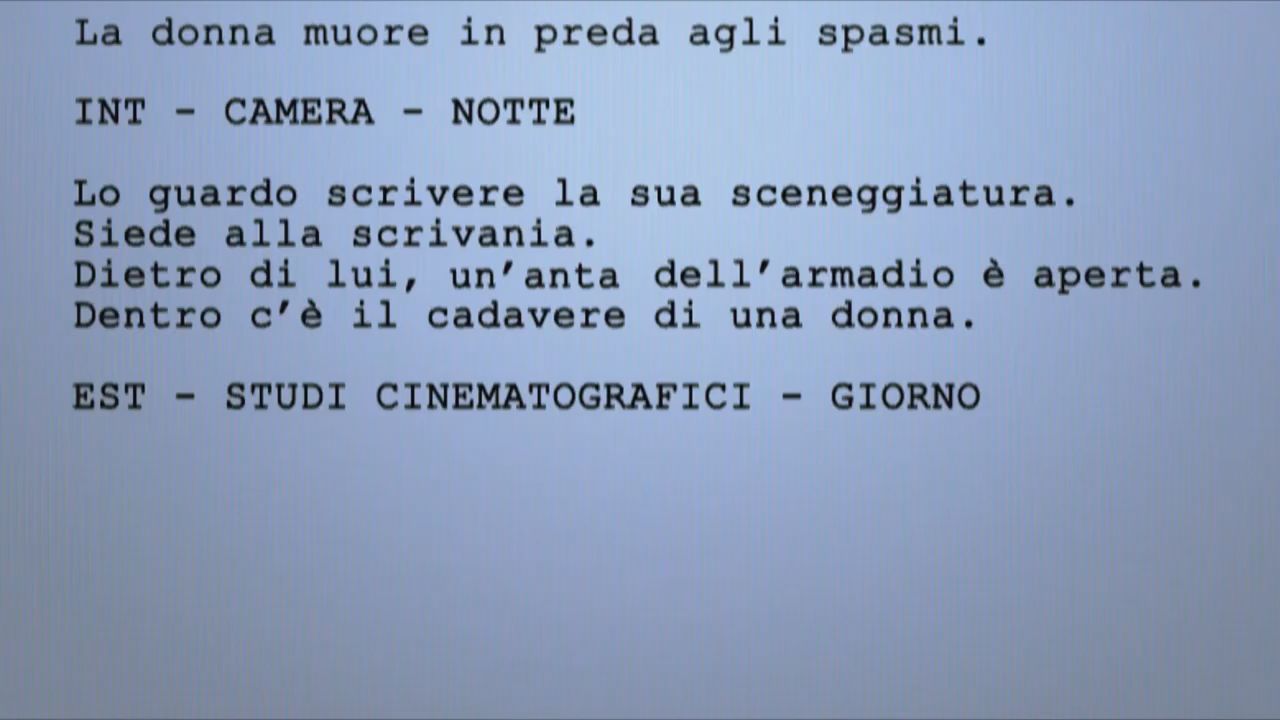 La donna muore in preda agli spasmi.
INT - CAMERA - NOTTE
Lo guardo scrivere la sua sceneggiatura.
Siede alla scrivania.
Dietro di lui, un’anta dell’armadio è aperta.
Dentro c’è il cadavere di una donna.
EST - STUDI CINEMATOGRAFICI - GIORNO